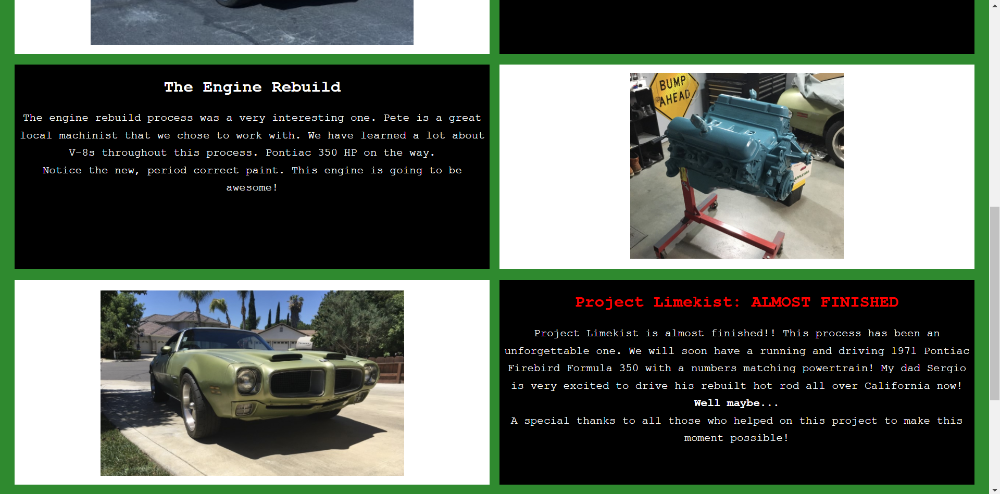 The Engine Rebuild
The engine rebuild process was a very interesting one. Pete is a great
local machinist that we chose to work with. We have learned a lot about
V-8s throughout this process. Pontiac 350 HP on the way.
Notice the new, period correct paint. This engine is going to be
awesome!
BUMP
AHEAD
APPLE HILL
Project Limekist: ALMOST FINISHED
Project Limekist is almost finished!! This process has been an
unforgettable one. We will soon have a running and driving 1971 Pontiac
Firebird Formula 350 with a numbers matching powertrain! My dad Sergio
is very excited to drive his rebuilt hot rod all over California now!
Well maybe...
A special thanks to all those who helped on this project to make this
moment possible!